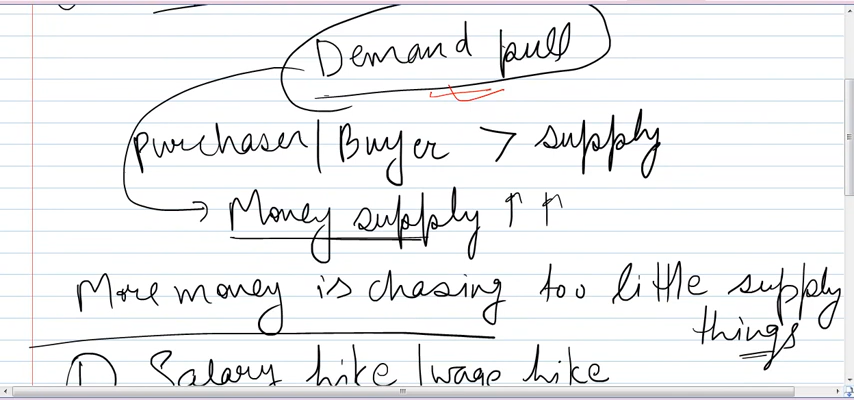 Demand pull
Purchaser/Buyer > supply
Money supply ↑ ↑
More money is chasing too little supply
things
1) Salary hike/wage hike